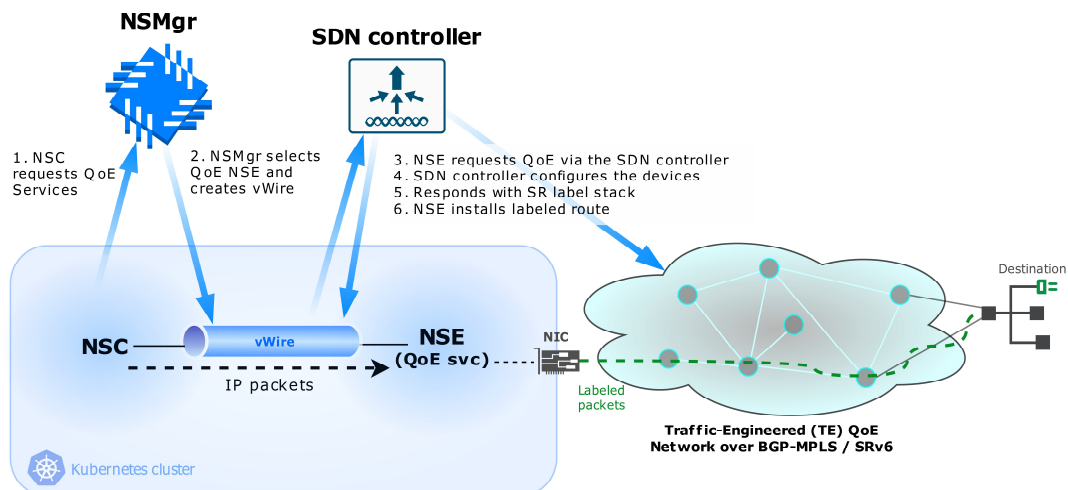 NSMgr
SDN controller
1. NSC
requests QoE
Services
2. NSMgr selects
QoE NSE and
creates vWire
3. NSE requests QoE via the SDN controller
4. SDN controller configures the devices
5. Responds with SR label stack
6. NSE installs labeled route
Destination
NSC
vWire
NSE
(QoE svc)
NIC
IP packets
Labeled
packets
Traffic-Engineered (TE) QoE
Network over BGP-MPLS / SRv6
Kubernetes cluster